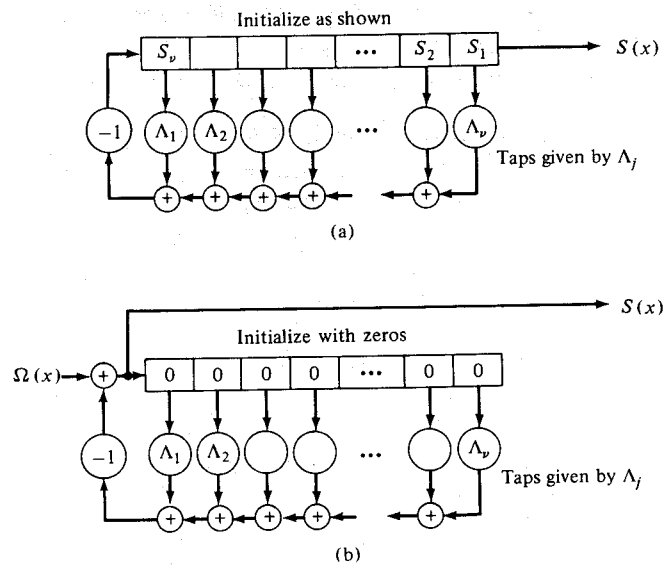 Initialize as shown
S_ν ... S_2 S_1 S(x)
-1 Λ_1 Λ_2 ... Λ_ν
Taps given by Λ_j
+ + + + +
(a)
S(x)
Initialize with zeros
Ω(x) + 0 0 0 0 ... 0 0
-1 Λ_1 Λ_2 ... Λ_ν
Taps given by Λ_j
+ + + + +
(b)